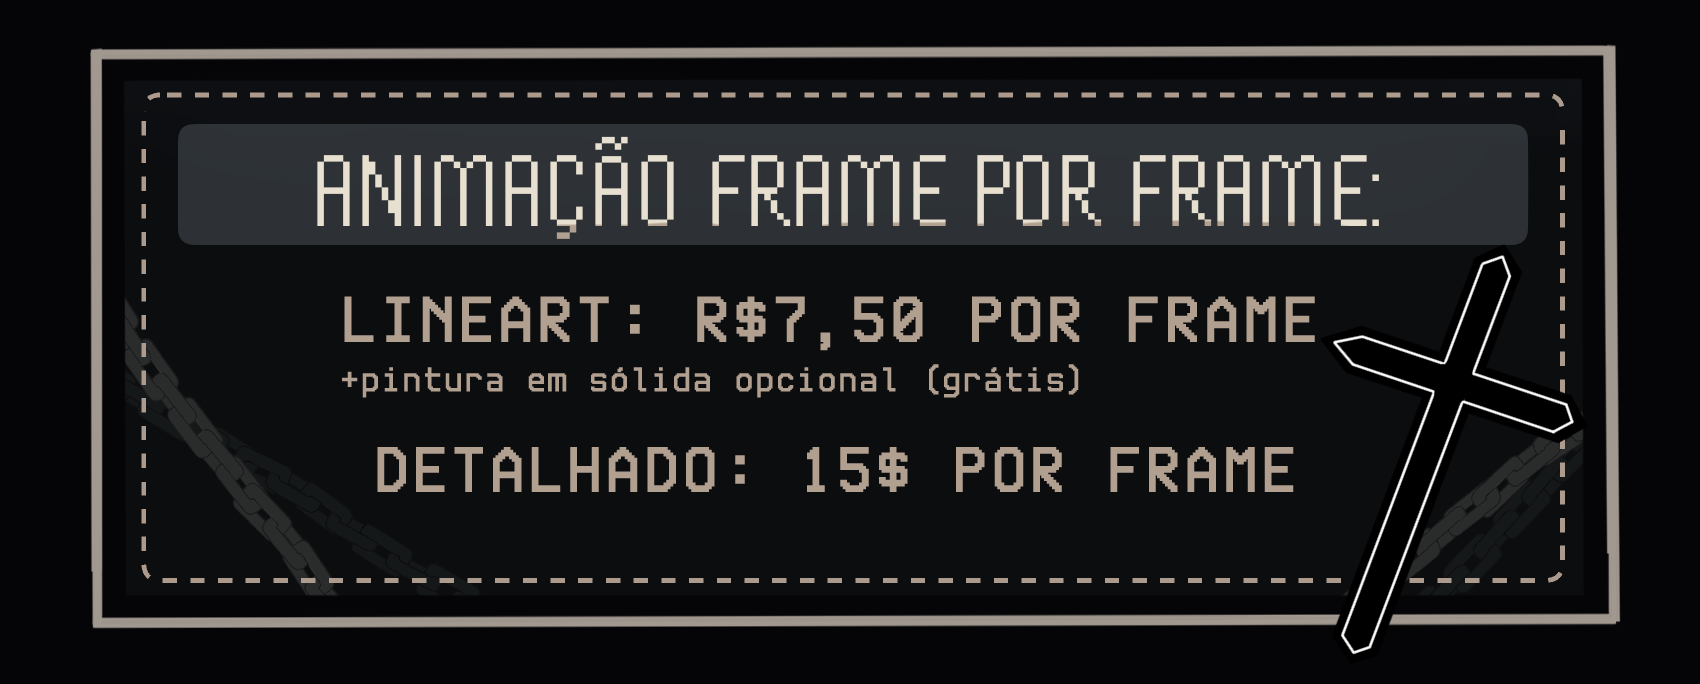 ANIMAÇÃO FRAME POR FRAME:
LINEART: R$7,50 POR FRAME
+pintura em sólida opcional (grátis)
DETALHADO: 15$ POR FRAME